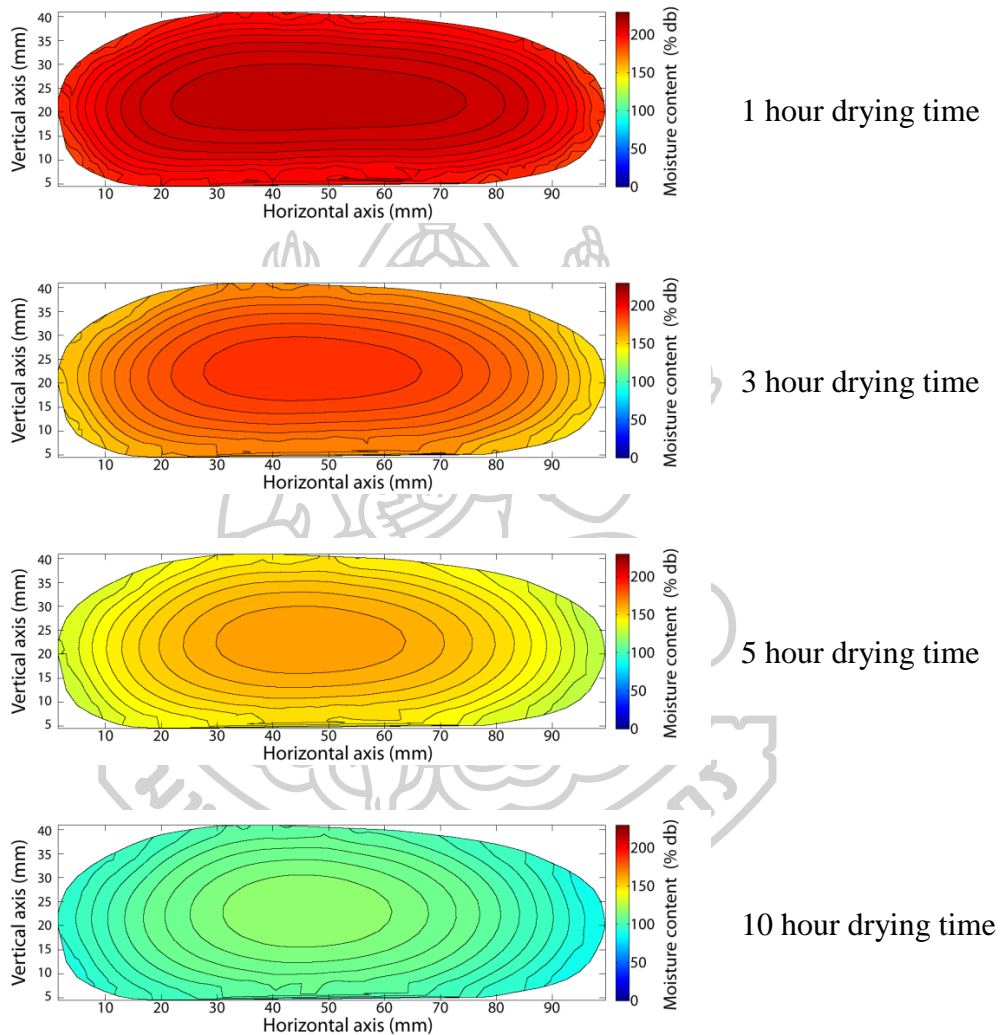 40
35
30
25
20
15
10
5
Vertical axis (mm)
10 20 30 40 50 60 70 80 90
Horizontal axis (mm)
200
150
100
50
0
Moisture content (% db)
1 hour drying time
40
35
30
25
20
15
10
5
Vertical axis (mm)
10 20 30 40 50 60 70 80 90
Horizontal axis (mm)
200
150
100
50
0
Moisture content (% db)
3 hour drying time
40
35
30
25
20
15
10
5
Vertical axis (mm)
10 20 30 40 50 60 70 80 90
Horizontal axis (mm)
200
150
100
50
0
Moisture content (% db)
5 hour drying time
40
35
30
25
20
15
10
5
Vertical axis (mm)
10 20 30 40 50 60 70 80 90
Horizontal axis (mm)
200
150
100
50
0
Moisture content (% db)
10 hour drying time